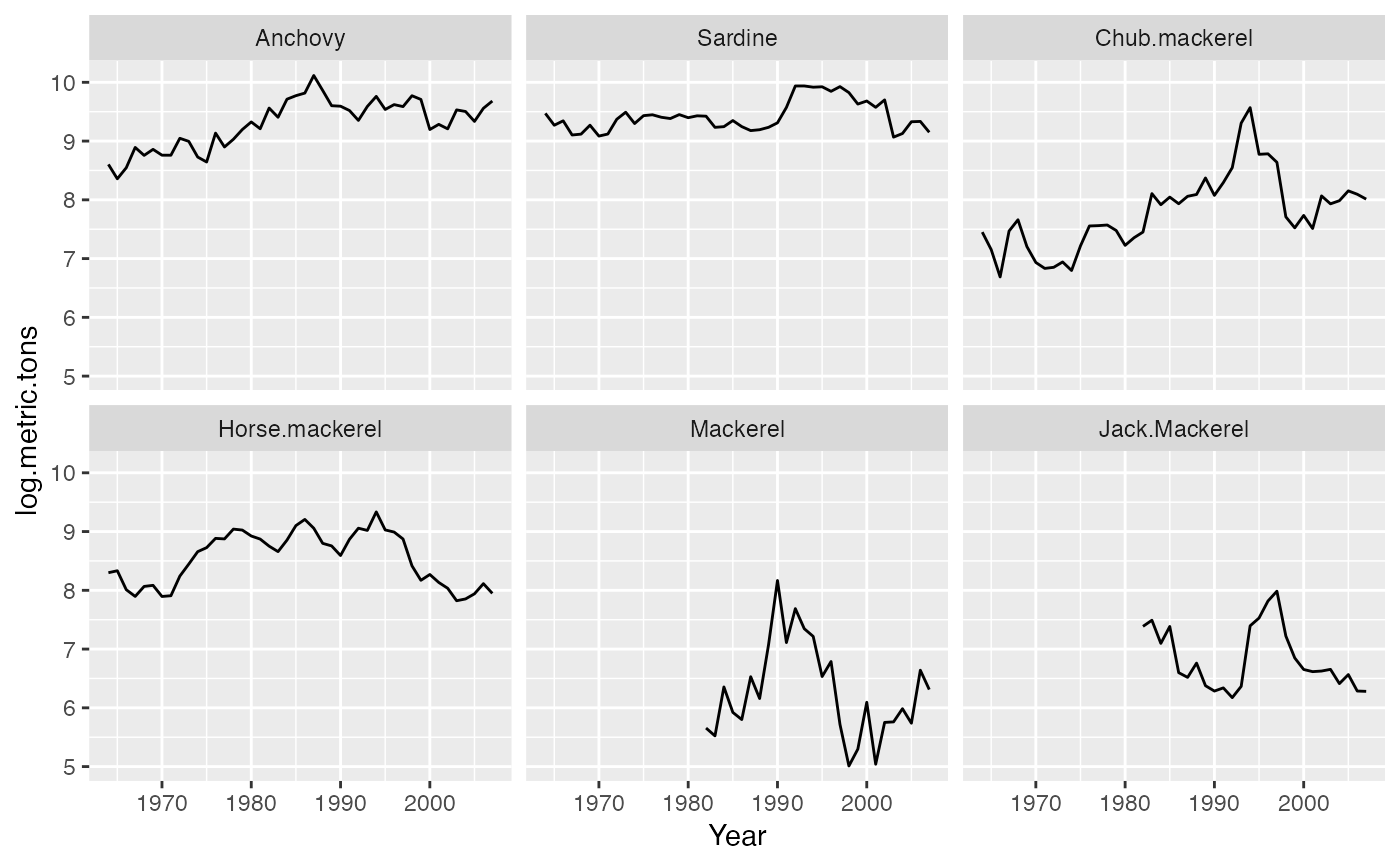 Anchovy Sardine Chub.mackerel
10
9
8
7
6
5
Horse.mackerel Mackerel Jack.Mackerel
10
9
8
7
6
5
1970 1980 1990 2000 1970 1980 1990 2000 1970 1980 1990 2000
Year
log.metric.tons